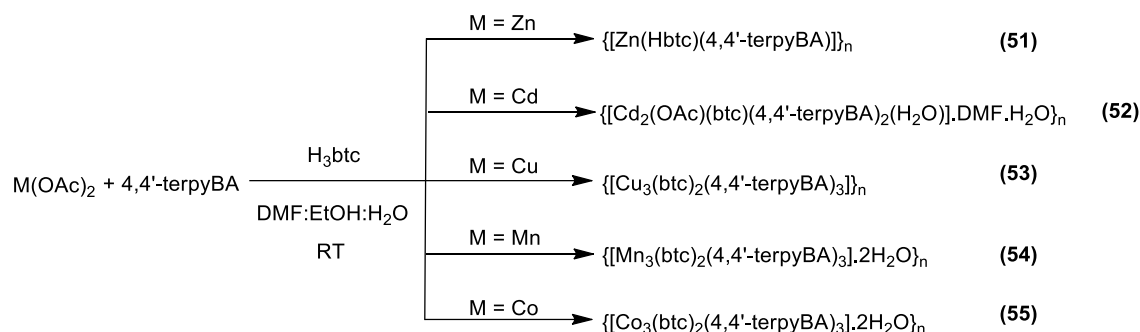 M = Zn
{[Zn(Hbtc)(4,4'-terpyBA)]}n (51)
M = Cd
{[Cd2(OAc)(btc)(4,4'-terpyBA)2(H2O)].DMF.H2O}n (52)
H3btc
M = Cu
M(OAc)2 + 4,4'-terpyBA
{[Cu3(btc)2(4,4'-terpyBA)3]}n (53)
DMF:EtOH:H2O
RT
M = Mn
{[Mn3(btc)2(4,4'-terpyBA)3].2H2O}n (54)
M = Co
{[Co3(btc)2(4,4'-terpyBA)3].2H2O}n (55)